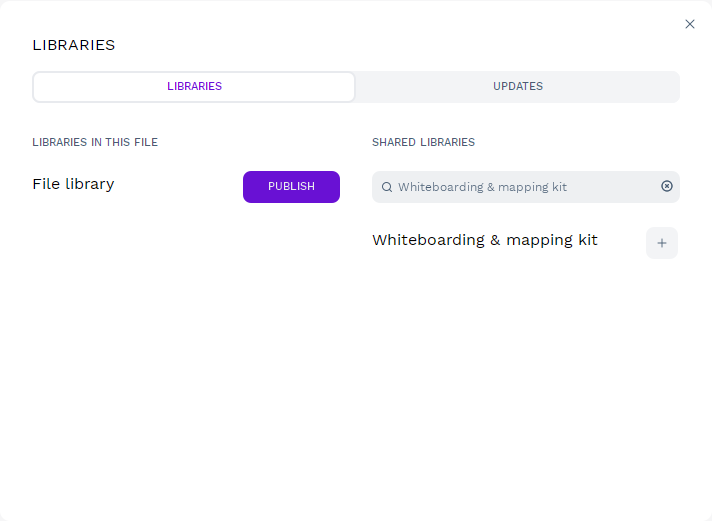 LIBRARIES
LIBRARIES
UPDATES
LIBRARIES IN THIS FILE
File library
PUBLISH
SHARED LIBRARIES
Whiteboarding & mapping kit
Whiteboarding & mapping kit